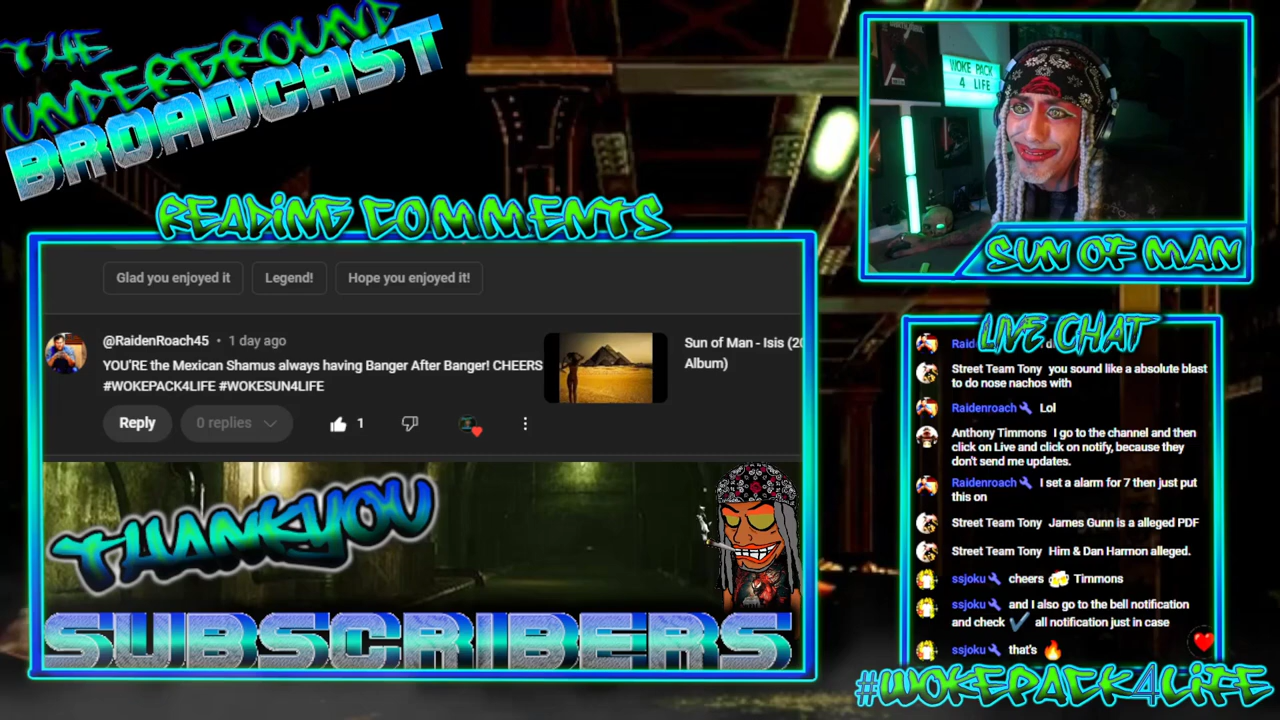 THE
UNDERGROUND
BROADCAST
WOKE PACK
4 LIFE
READING COMMENTS
SUN OF MAN
Glad you enjoyed it
Legend!
Hope you enjoyed it!
@RaidenRoach45 • 1 day ago
YOU'RE the Mexican Shamus always having Banger After Banger! CHEERS
#WOKEPACK4LIFE #WOKESUN4LIFE
Sun of Man - Isis (20
Album)
Reply
0 replies
1
THANKYOU
SUBSCRIBERS
LIVE CHAT
Street Team Tony you sound like a absolute blast
to do nose nachos with
Raidenroach Lol
Anthony Timmons I go to the channel and then
click on Live and click on notify, because they
don't send me updates.
Raidenroach I set a alarm for 7 then just put
this on
Street Team Tony James Gunn is a alleged PDF
Street Team Tony Him & Dan Harmon alleged.
ssjoku cheers 🍻 Timmons
ssjoku and I also go to the bell notification
and check ✔️ all notification just in case
ssjoku that's 🔥
#WOKEPACK4LIFE